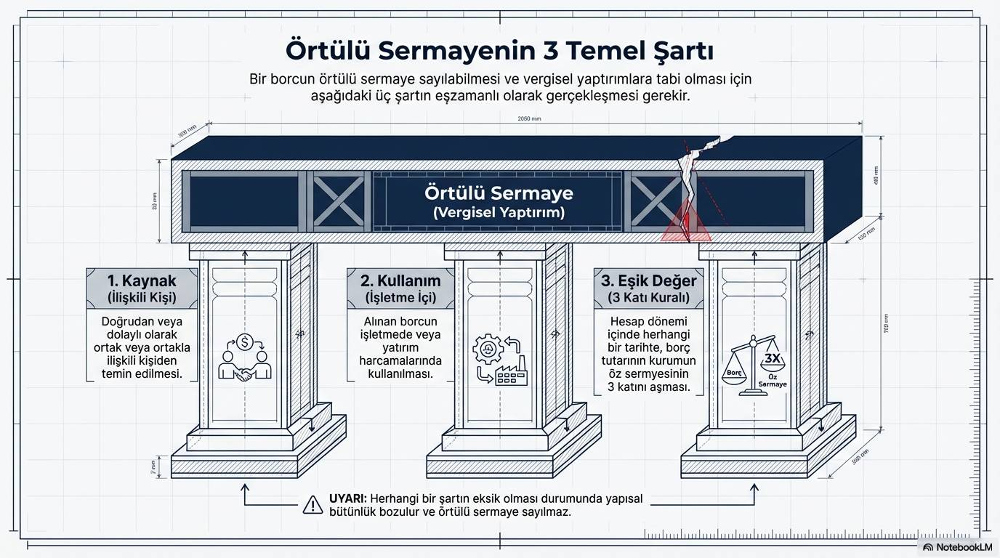 Örtülü Sermayenin 3 Temel Şartı
Bir borcun örtülü sermaye sayılabilmesi ve vergisel yaptırımlara tabi olması için
aşağıdaki üç şartın eşzamanlı olarak gerçekleşmesi gerekir.
2060 mm
Örtülü Sermaye
(Vergisel Yaptırım)
1. Kaynak
(İlişkili Kişi)
Doğrudan veya
dolaylı olarak
ortak veya ortakla
ilişkili kişiden
temin edilmesi.
2. Kullanım
(İşletme İçi)
Alınan borcun
işletmede veya
yatırım
harcamalarında
kullanılması.
3. Eşik Değer
(3 Katı Kuralı)
Hesap dönemi
içinde herhangi
bir tarihte, borç
tutarının kurumun
öz sermyesinin
3 katını aşması.
$
3X
Borç
Öz
Sermaye
UYARI: Herhangi bir şartın eksik olması durumunda yapısal
bütünlük bozulur ve örtülü sermaye sayılmaz.
NotebookLM